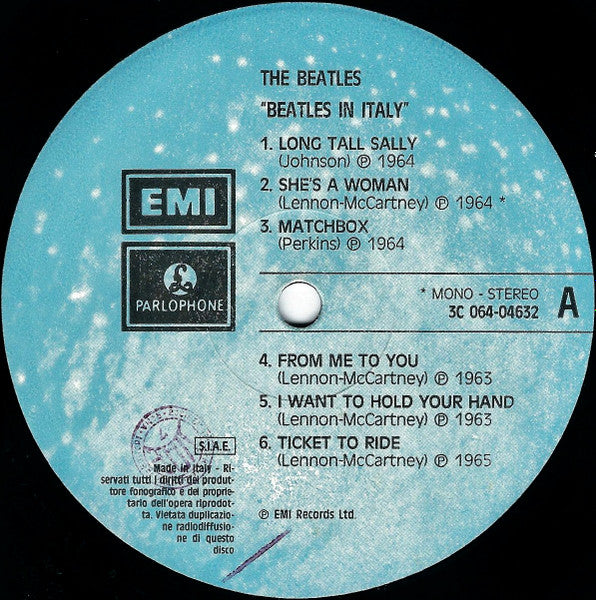 THE BEATLES
"BEATLES IN ITALY"
1. LONG TALL SALLY
(Johnson) ℗ 1964
2. SHE'S A WOMAN
(Lennon-McCartney) ℗ 1964 *
3. MATCHBOX
(Perkins) ℗ 1964
EMI
£
PARLOPHONE
* MONO - STEREO
3C 064-04632
A
4. FROM ME TO YOU
(Lennon-McCartney) ℗ 1963
5. I WANT TO HOLD YOUR HAND
(Lennon-McCartney) ℗ 1963
6. TICKET TO RIDE
(Lennon-McCartney) ℗ 1965
S.I.A.E.
Made in Italy - Ri-
servati tutti i diritti del produt-
tore fonografico e del proprie-
tario dell'opera riprodot-
ta. Vietata duplicazio-
ne radiodiffusio-
ne di questo
disco
℗ EMI Records Ltd.